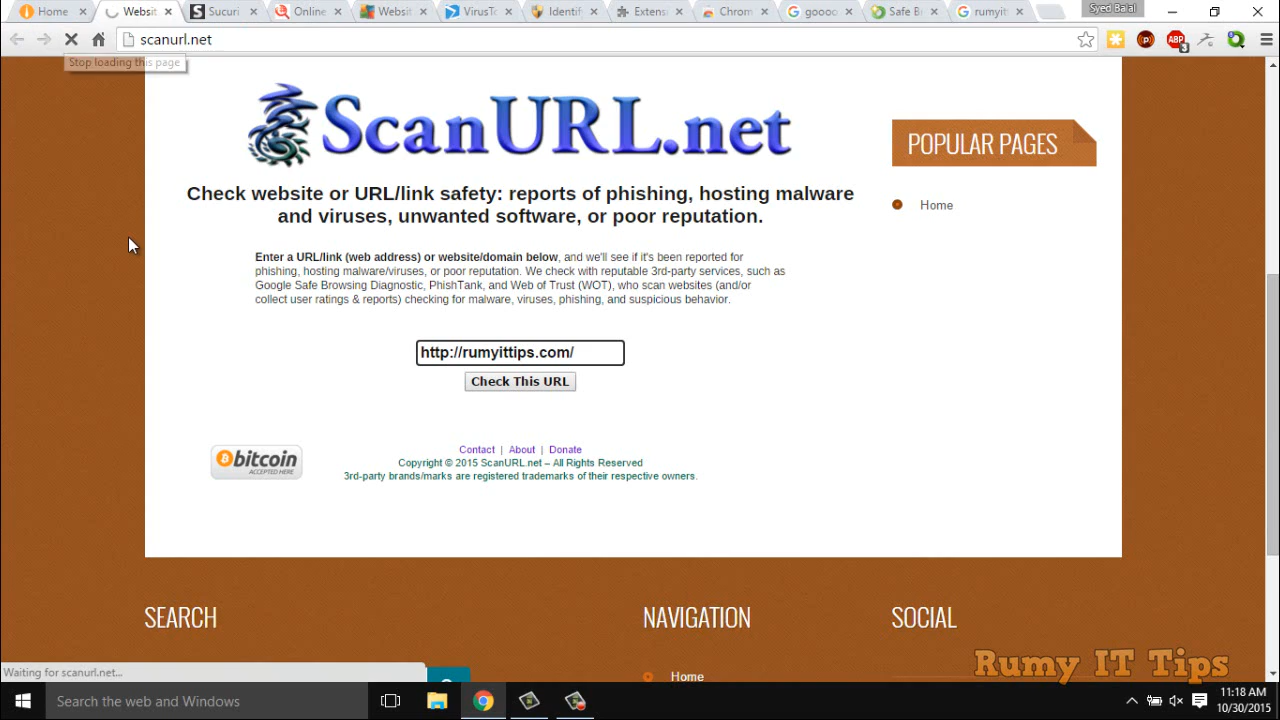 Home
Websit
Sucuri
Online
Websit
VirusTo
Identify
Extens
Chrom
goooo
Safe B
rumyitt
Syed Balal
scanurl.net
ABP
3
Stop loading this page
ScanURL.net
POPULAR PAGES
Check website or URL/link safety: reports of phishing, hosting malware
and viruses, unwanted software, or poor reputation.
Home
Enter a URL/link (web address) or website/domain below, and we'll see if it's been reported for
phishing, hosting malware/viruses, or poor reputation. We check with reputable 3rd-party services, such as
Google Safe Browsing Diagnostic, PhishTank, and Web of Trust (WOT), who scan websites (and/or
collect user ratings & reports) checking for malware, viruses, phishing, and suspicious behavior.
http://rumyittips.com/
Check This URL
bitcoin
ACCEPTED HERE
Contact | About | Donate
Copyright © 2015 ScanURL.net – All Rights Reserved
3rd-party brands/marks are registered trademarks of their respective owners.
SEARCH
NAVIGATION
SOCIAL
Home
Rumy IT Tips
Waiting for scanurl.net...
Search the web and Windows
11:18 AM
10/30/2015